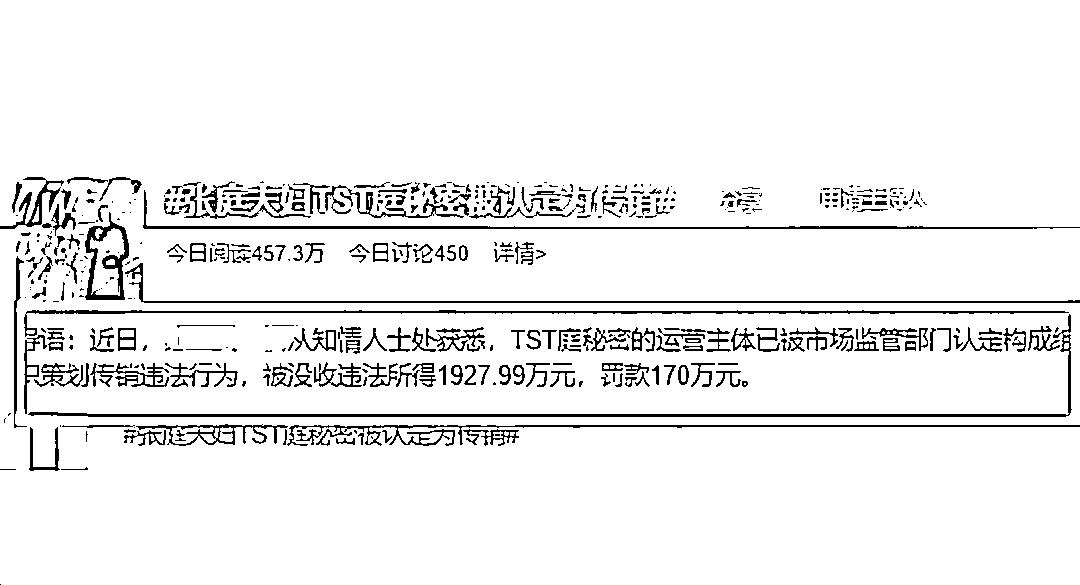 #张庭夫妇TST庭秘密被认定为传销# 分享 申请主持人
今日阅读457.3万 今日讨论450 详情>
导语：近日，从知情人士处获悉，TST庭秘密的运营主体已被市场监管部门认定构成组
织策划传销违法行为，被没收违法所得1927.99万元，罚款170万元。
#张庭夫妇TST庭秘密被认定为传销#